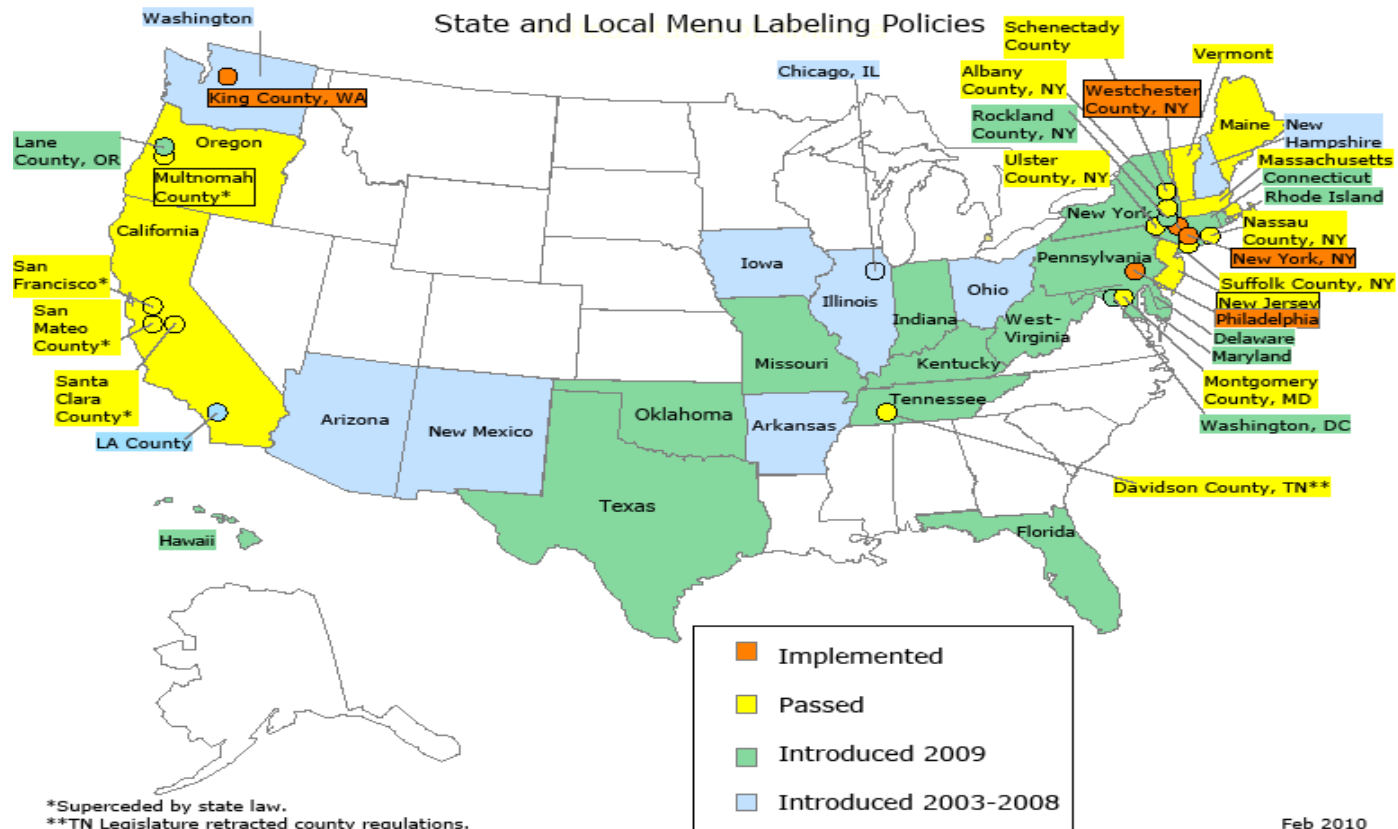 State and Local Menu Labeling Policies
Washington
King County, WA
Lane
County, OR
Oregon
Multnomah
County*
California
San
Francisco*
San
Mateo
County*
Santa
Clara
County*
LA County
Arizona
New Mexico
Hawaii
Texas
Oklahoma
Missouri
Arkansas
Iowa
Illinois
Chicago, IL
Indiana
Ohio
Kentucky
West-
Virginia
Tennessee
Florida
Schenectady
County
Albany
County, NY
Rockland
County, NY
Ulster
County, NY
Westchester
County, NY
Vermont
Maine
New
Hampshire
Massachusetts
Connecticut
Rhode Island
New York
Pennsylvania
Nassau
County, NY
New York, NY
Suffolk County, NY
New Jersey
Philadelphia
Delaware
Maryland
Montgomery
County, MD
Washington, DC
Davidson County, TN**
Implemented
Passed
Introduced 2009
Introduced 2003-2008
*Superceded by state law.
**TN Legislature retracted county regulations.
Feb 2010